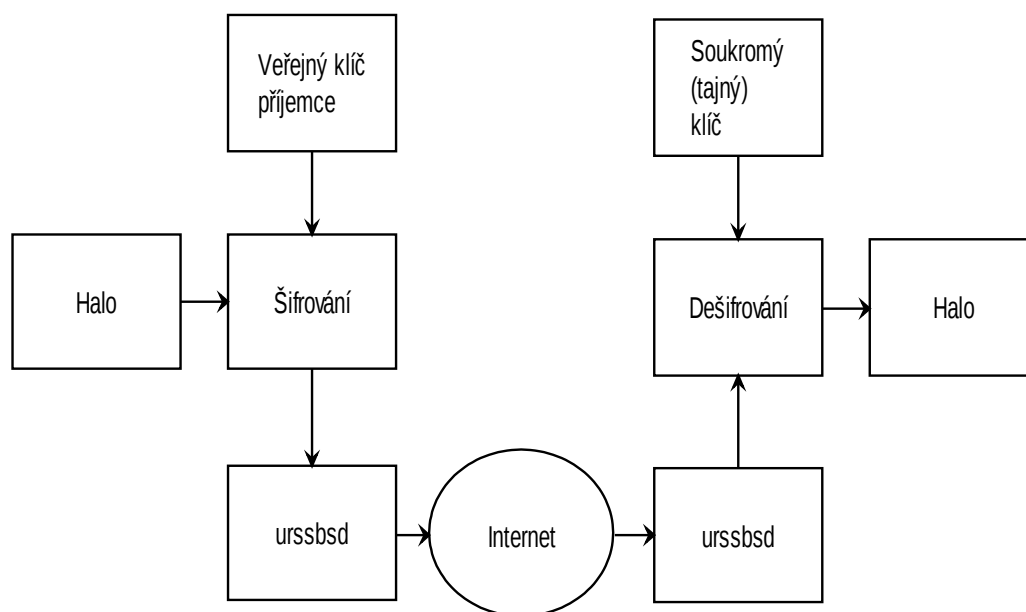 Veřejný klíč
příjemce
Soukromý
(tajný)
klíč
Halo
Šifrování
Dešifrování
Halo
urssbsd
Internet
urssbsd